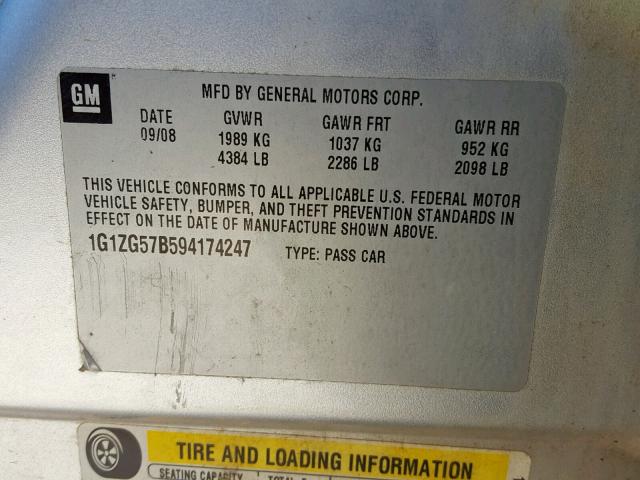 GM
MFD BY GENERAL MOTORS CORP.
DATE GVWR GAWR FRT GAWR RR
09/08 1989 KG 1037 KG 952 KG
4384 LB 2286 LB 2098 LB
THIS VEHICLE CONFORMS TO ALL APPLICABLE U.S. FEDERAL MOTOR
VEHICLE SAFETY, BUMPER, AND THEFT PREVENTION STANDARDS IN
EFFECT ON THE DATE OF MANUFACTURE SHOWN ABOVE.
1G1ZG57B594174247 TYPE: PASS CAR
TIRE AND LOADING INFORMATION
SEATING CAPACITY